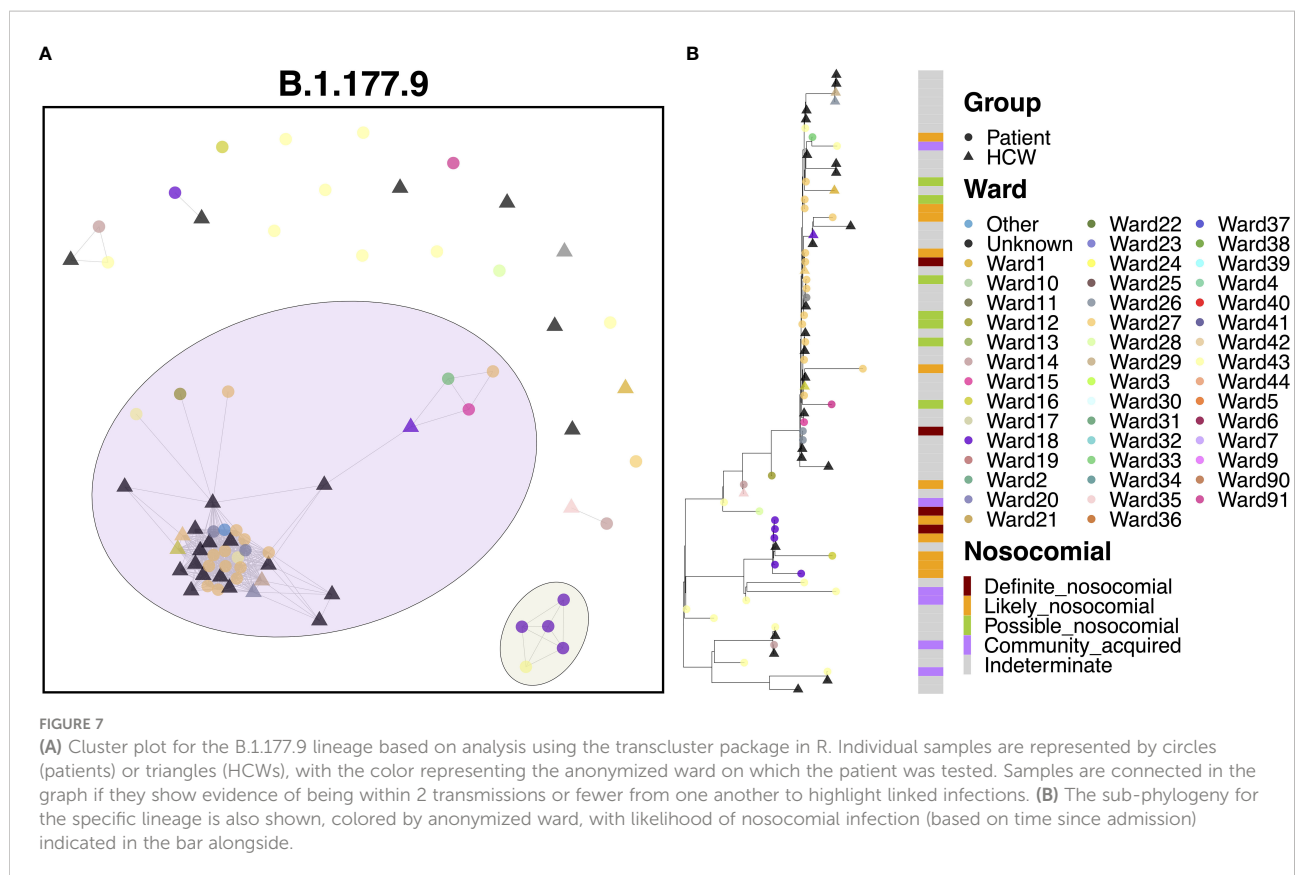 A
B
B.1.177.9
Group
Patient
HCW
Ward
Other
Unknown
Ward1
Ward10
Ward11
Ward12
Ward13
Ward14
Ward15
Ward16
Ward17
Ward18
Ward19
Ward2
Ward20
Ward21
Ward22
Ward23
Ward24
Ward25
Ward26
Ward27
Ward28
Ward29
Ward3
Ward30
Ward31
Ward32
Ward33
Ward34
Ward35
Ward36
Ward37
Ward38
Ward39
Ward4
Ward40
Ward41
Ward42
Ward43
Ward44
Ward5
Ward6
Ward7
Ward9
Ward90
Ward91
Nosocomial
Definite_nosocomial
Likely_nosocomial
Possible_nosocomial
Community_acquired
Indeterminate
FIGURE 7
(A) Cluster plot for the B.1.177.9 lineage based on analysis using the transcluster package in R. Individual samples are represented by circles
(patients) or triangles (HCWs), with the color representing the anonymized ward on which the patient was tested. Samples are connected in the
graph if they show evidence of being within 2 transmissions or fewer from one another to highlight linked infections. (B) The sub-phylogeny for
the specific lineage is also shown, colored by anonymized ward, with likelihood of nosocomial infection (based on time since admission)
indicated in the bar alongside.